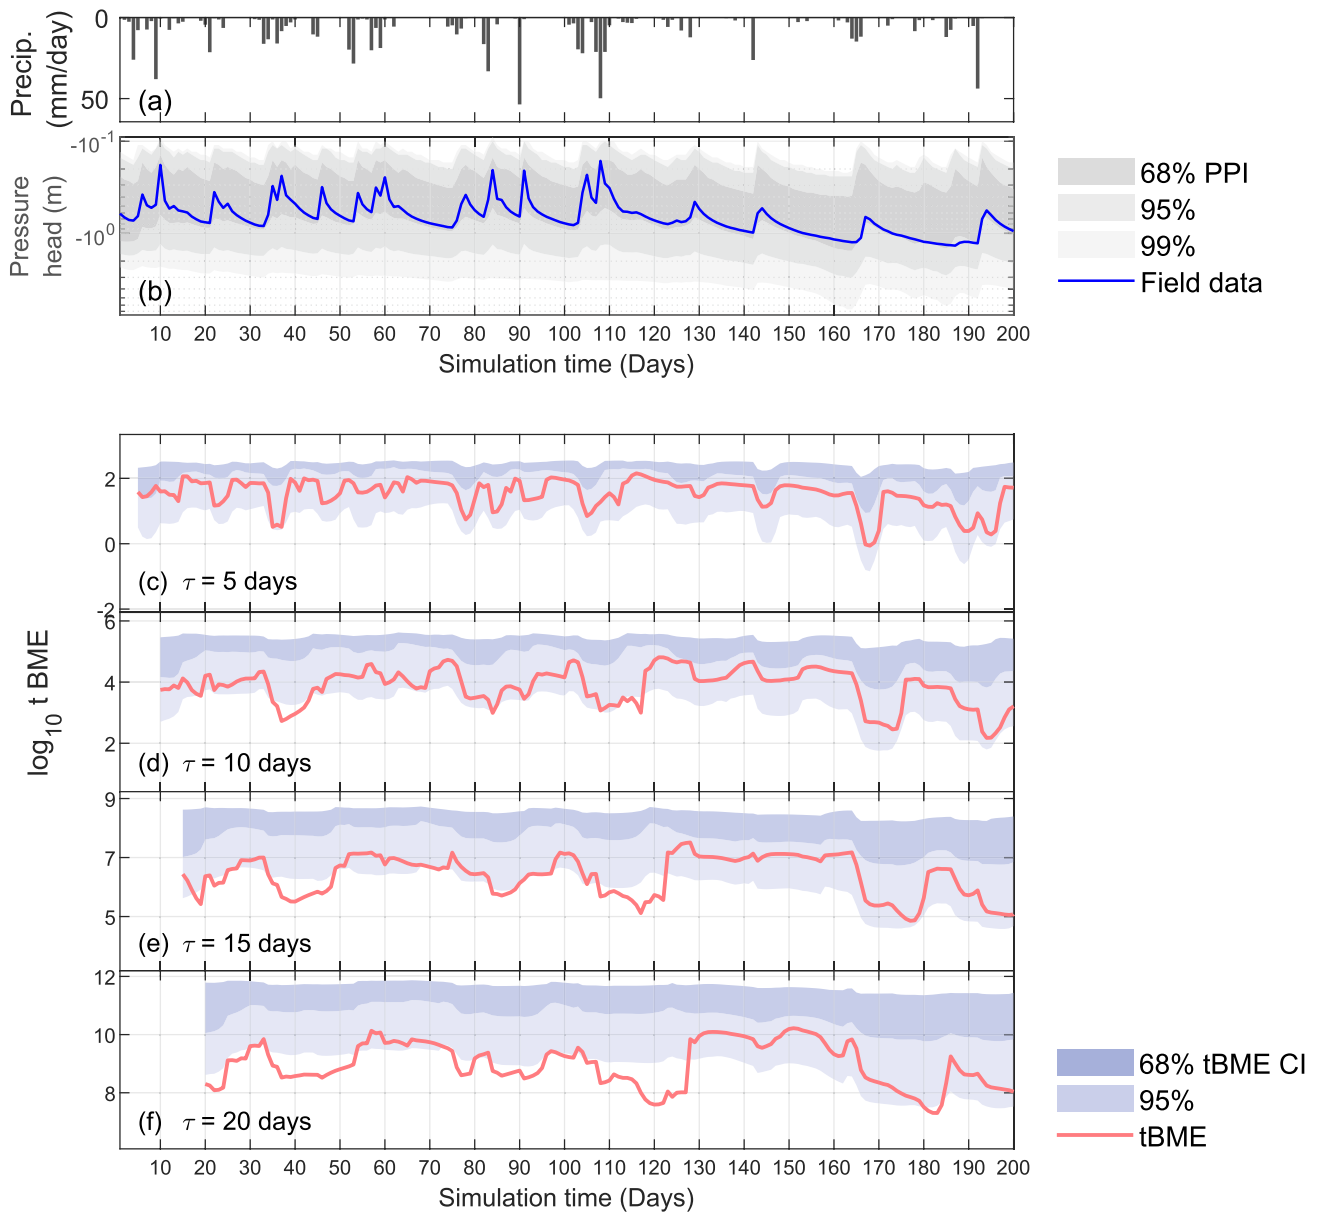 0
50
Precip.
(mm/day)
(a)
-10^-1
-10^0
Pressure
head (m)
(b)
10 20 30 40 50 60 70 80 90 100 110 120 130 140 150 160 170 180 190 200
Simulation time (Days)
68% PPI
95%
99%
Field data
2
0
-2
(c) τ = 5 days
6
4
2
(d) τ = 10 days
log10 t BME
9
7
5
(e) τ = 15 days
12
10
8
(f) τ = 20 days
10 20 30 40 50 60 70 80 90 100 110 120 130 140 150 160 170 180 190 200
Simulation time (Days)
68% tBME CI
95%
tBME